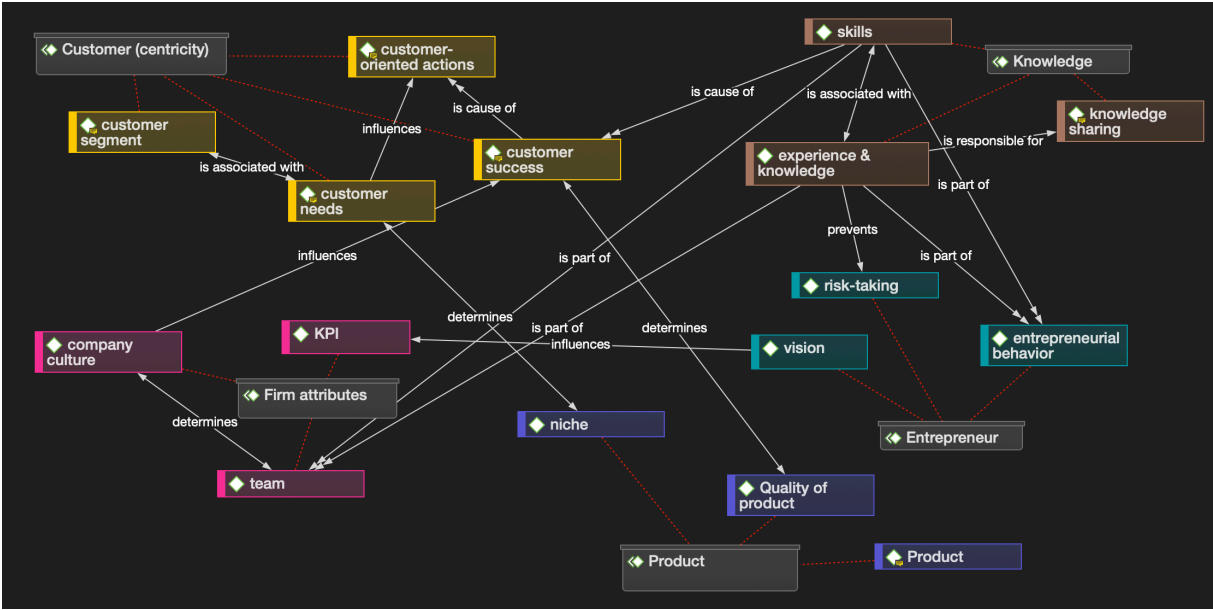 Customer (centricity)
customer-
oriented actions
skills
Knowledge
is cause of
is cause of
is associated with
customer
segment
influences
knowledge
sharing
is responsible for
customer
success
experience &
knowledge
is associated with
customer
needs
is part of
prevents
influences
is part of
is part of
risk-taking
determines
is part of
determines
KPI
company
culture
influences
vision
entrepreneurial
behavior
Firm attributes
determines
niche
Entrepreneur
team
Quality of
product
Product
Product